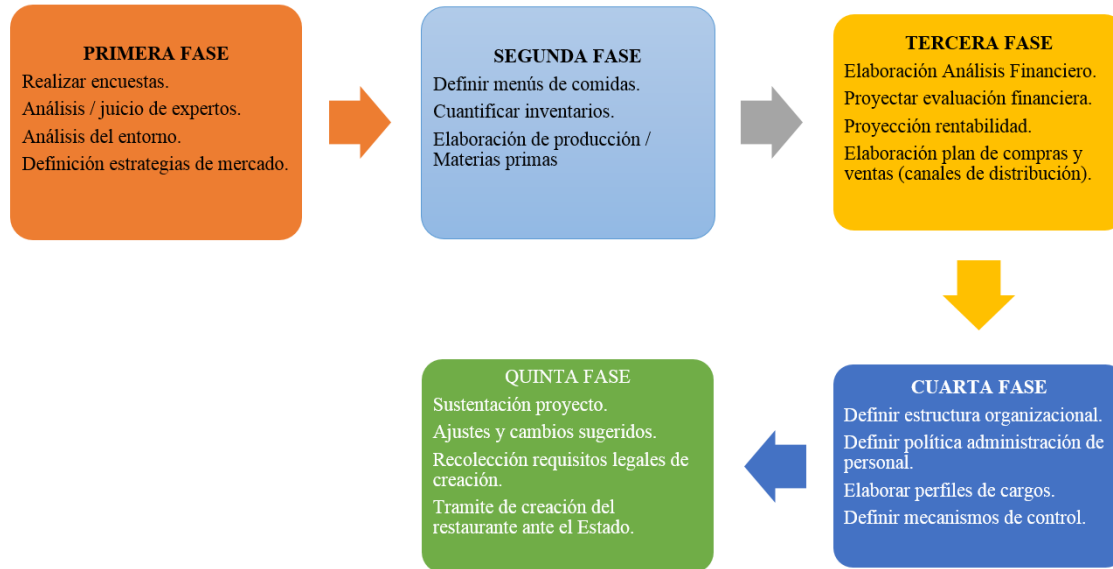 PRIMERA FASE
Realizar encuestas.
Análisis / juicio de expertos.
Análisis del entorno.
Definición estrategias de mercado.
SEGUNDA FASE
Definir menús de comidas.
Cuantificar inventarios.
Elaboración de producción /
Materias primas
TERCERA FASE
Elaboración Análisis Financiero.
Proyectar evaluación financiera.
Proyección rentabilidad.
Elaboración plan de compras y
ventas (canales de distribución).
CUARTA FASE
Definir estructura organizacional.
Definir política administración de
personal.
Elaborar perfiles de cargos.
Definir mecanismos de control.
QUINTA FASE
Sustentación proyecto.
Ajustes y cambios sugeridos.
Recolección requisitos legales de
creación.
Tramite de creación del
restaurante ante el Estado.